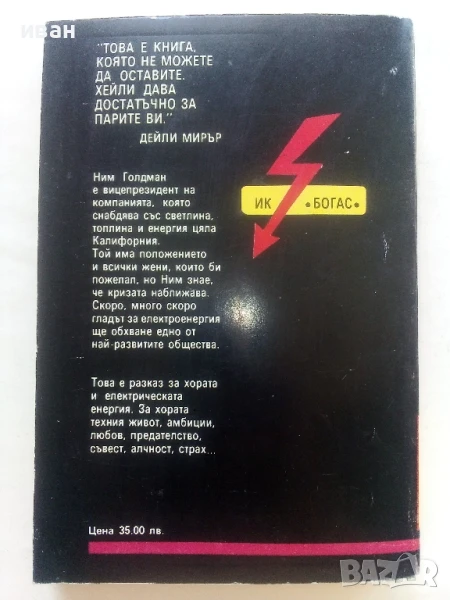 иван
"ТОВА Е КНИГА,
КОЯТО НЕ МОЖЕТЕ
ДА ОСТАВИТЕ.
ХЕЙЛИ ДАВА
ДОСТАТЪЧНО ЗА
ПАРИТЕ ВИ."
ДЕЙЛИ МИРЪР
ИК •БОГАС•
Ним Голдман
е вицепрезидент на
компанията, която
снабдява със светлина,
топлина и енергия цяла
Калифорния.
Той има положението
и всички жени, които би
пожелал, но Ним знае,
че кризата наближава.
Скоро, много скоро
гладът за електроенергия
ще обхване едно от
най-развитите общества.
Това е разказ за хората
и електрическата
енергия. За хората
техния живот, амбиции,
любов, предателство,
съвест, алчност, страх...
Цена 35.00 лв.
BAZAR